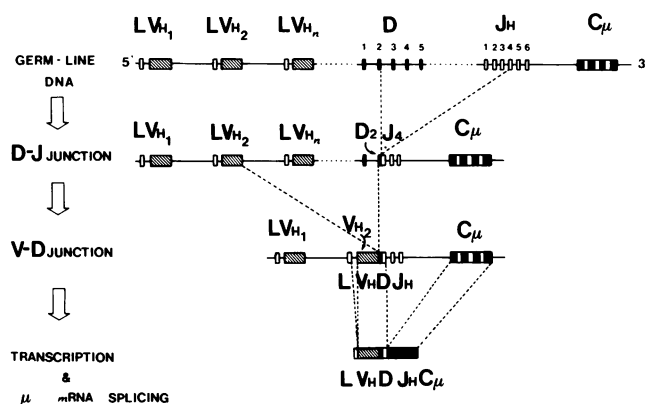 LVH1 LVH2 LVHn D JH Cμ
1 2 3 4 5 1 2 3 4 5 6
GERM-LINE 5' 3
DNA
LVH1 LVH2 LVHn D2 J4 Cμ
D-J JUNCTION
LVH1 VH2 Cμ
V-D JUNCTION
L VH D JH
TRANSCRIPTION
&
μ mRNA SPLICING
L VH D JH Cμ